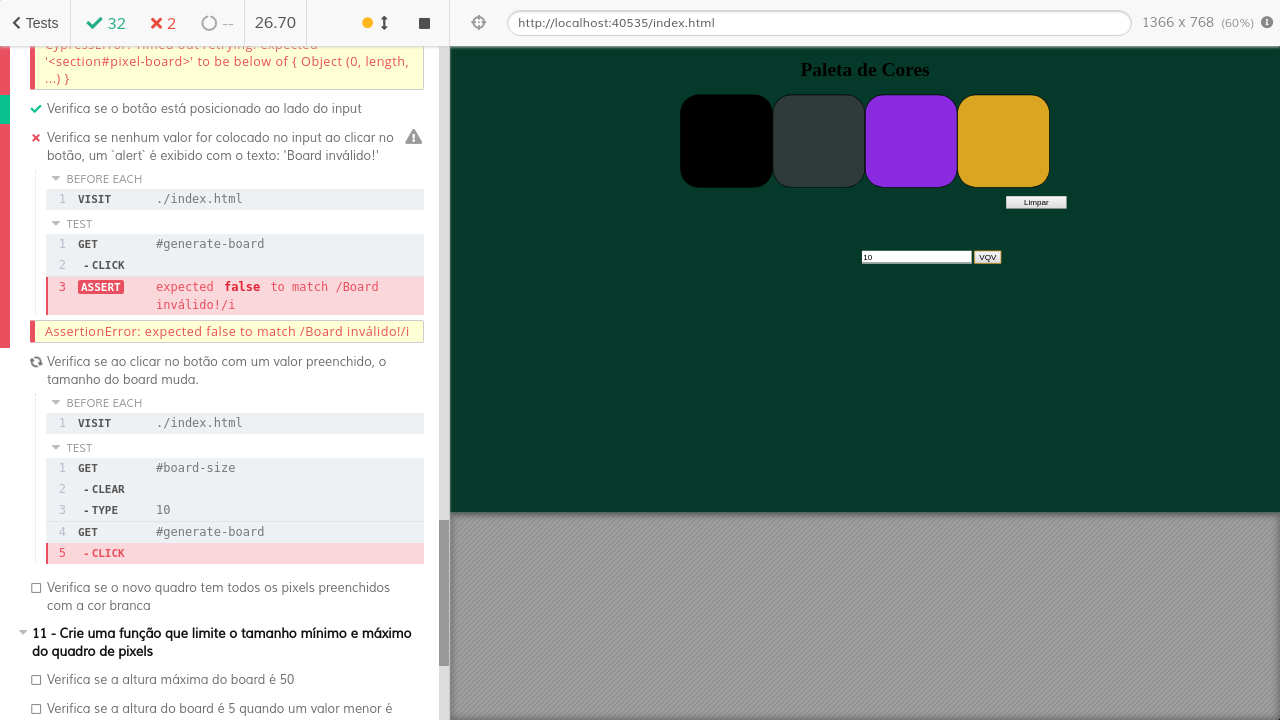 Tests
32
2
--
26.70
http://localhost:40535/index.html
1366 x 768 (60%)
CypressError: Timed out retrying: expected
'<section#pixel-board>' to be below of { Object (0, length,
...) }
Verifica se o botão está posicionado ao lado do input
Verifica se nenhum valor for colocado no input ao clicar no
botão, um `alert` é exibido com o texto: 'Board inválido!'
BEFORE EACH
1 VISIT ./index.html
TEST
1 GET #generate-board
2 - CLICK
3 ASSERT expected false to match /Board
inválido!/i
AssertionError: expected false to match /Board inválido!/i
Verifica se ao clicar no botão com um valor preenchido, o
tamanho do board muda.
BEFORE EACH
1 VISIT ./index.html
TEST
1 GET #board-size
2 - CLEAR
3 - TYPE 10
4 GET #generate-board
5 - CLICK
Verifica se o novo quadro tem todos os pixels preenchidos
com a cor branca
11 - Crie uma função que limite o tamanho mínimo e máximo
do quadro de pixels
Verifica se a altura máxima do board é 50
Verifica se a altura do board é 5 quando um valor menor é
Paleta de Cores
Limpar
10
VQV